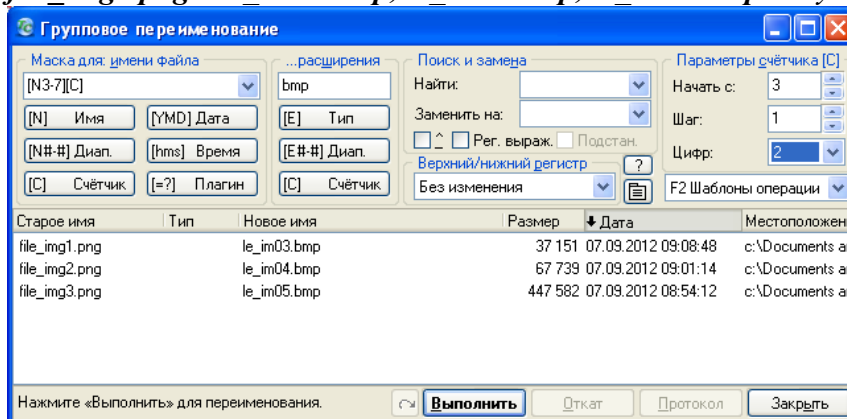 Групповое переименование
Маска для: имени файла
...расширения
Поиск и замена
Параметры счётчика [C]
[N3-7][C]
bmp
Найти:
Начать с: 3
[N] Имя
[YMD] Дата
[E] Тип
Заменить на:
Шаг: 1
^ Рег. выраж. Подстан.
[N#-#] Диап.
[hms] Время
[E#-#] Диап.
Верхний/нижний регистр ?
Цифр: 2
[C] Счётчик
[=?] Плагин
[C] Счётчик
Без изменения
F2 Шаблоны операции
Старое имя Тип Новое имя Размер Дата Местоположен
file_img1.png le_im03.bmp 37 151 07.09.2012 09:08:48 c:\Documents a
file_img2.png le_im04.bmp 67 739 07.09.2012 09:01:14 c:\Documents a
file_img3.png le_im05.bmp 447 582 07.09.2012 08:54:12 c:\Documents a
Нажмите «Выполнить» для переименования. Выполнить Откат Протокол Закрыть